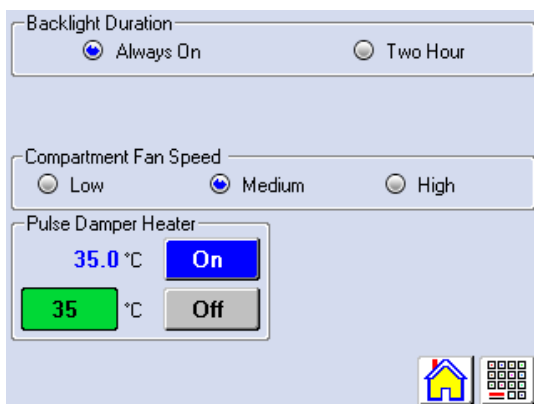 Backlight Duration
Always On Two Hour
Compartment Fan Speed
Low Medium High
Pulse Damper Heater
35.0 °C On
35 °C Off